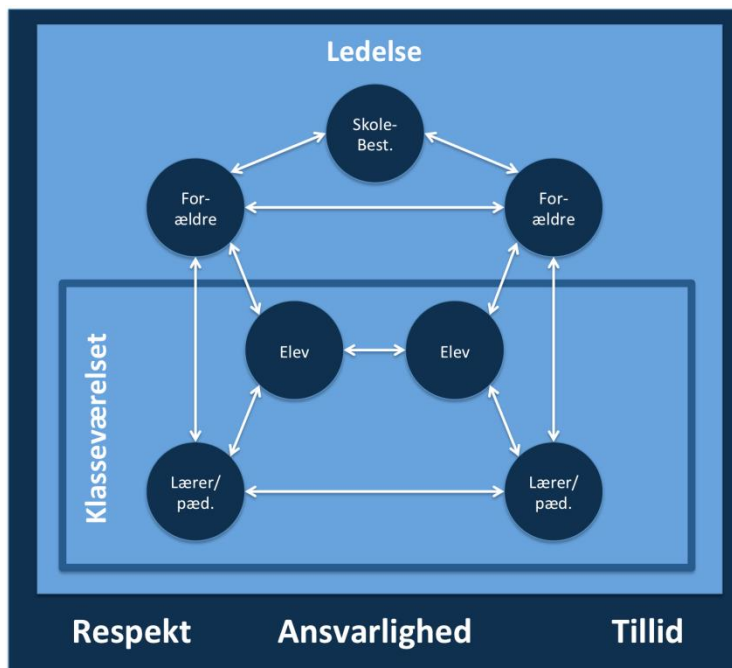 Ledelse
Skole-
Best.
For-
ældre
For-
ældre
Klasseværelset
Elev
Elev
Lærer/
pæd.
Lærer/
pæd.
Respekt
Ansvarlighed
Tillid